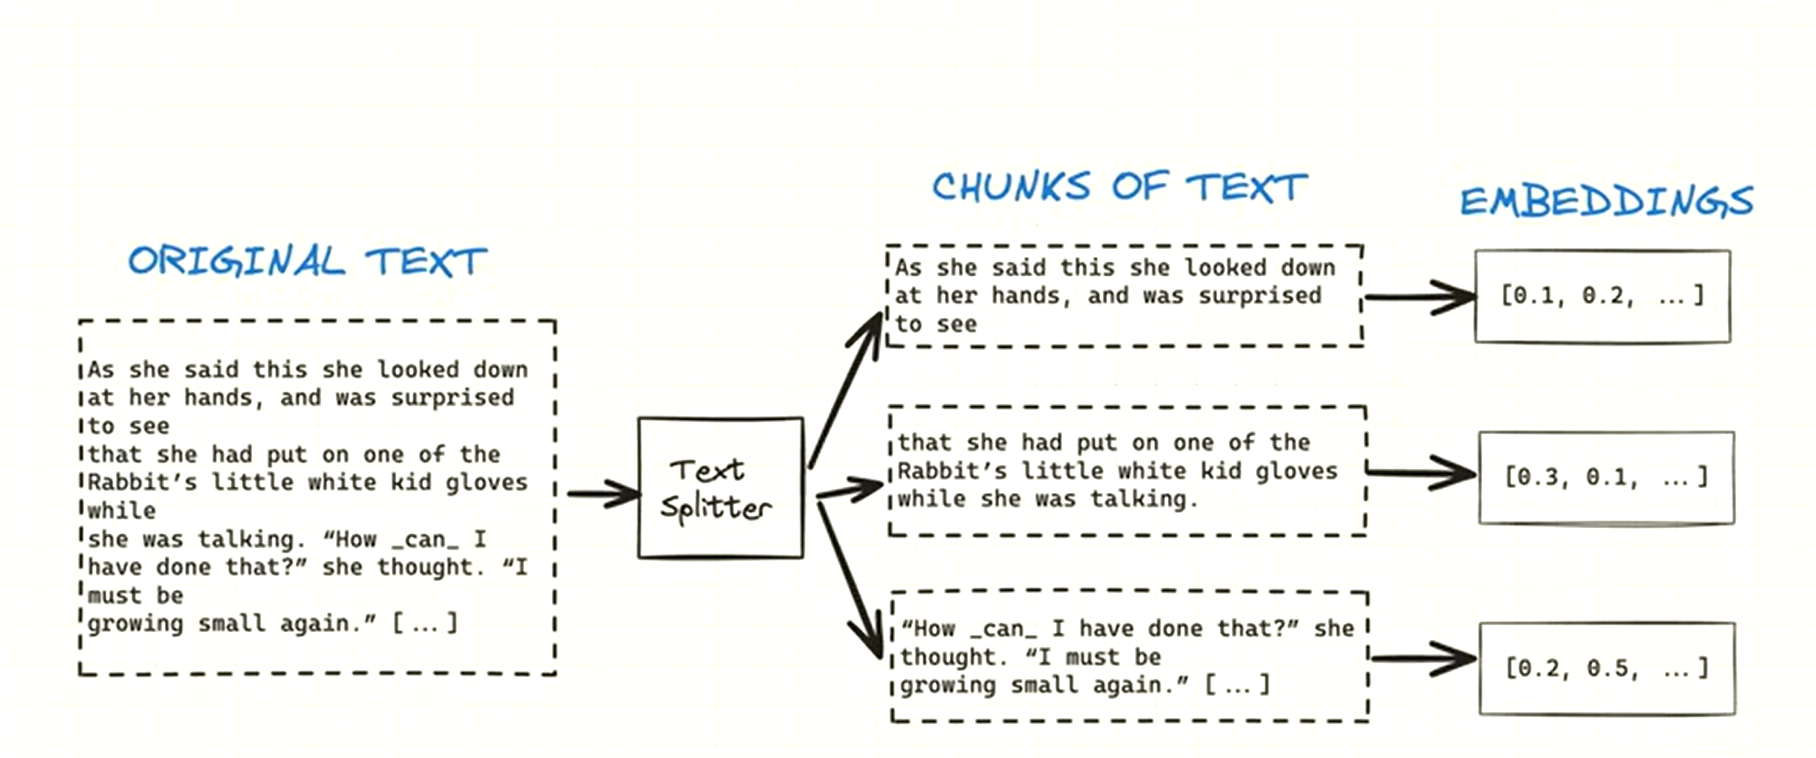 ORIGINAL TEXT
As she said this she looked down
at her hands, and was surprised
to see
that she had put on one of the
Rabbit’s little white kid gloves
while
she was talking. “How _can_ I
have done that?” she thought. “I
must be
growing small again.” [...]
Text
Splitter
CHUNKS OF TEXT
As she said this she looked down
at her hands, and was surprised
to see
that she had put on one of the
Rabbit’s little white kid gloves
while she was talking.
“How _can_ I have done that?” she
thought. “I must be
growing small again.” [...]
EMBEDDINGS
[0.1, 0.2, ...]
[0.3, 0.1, ...]
[0.2, 0.5, ...]